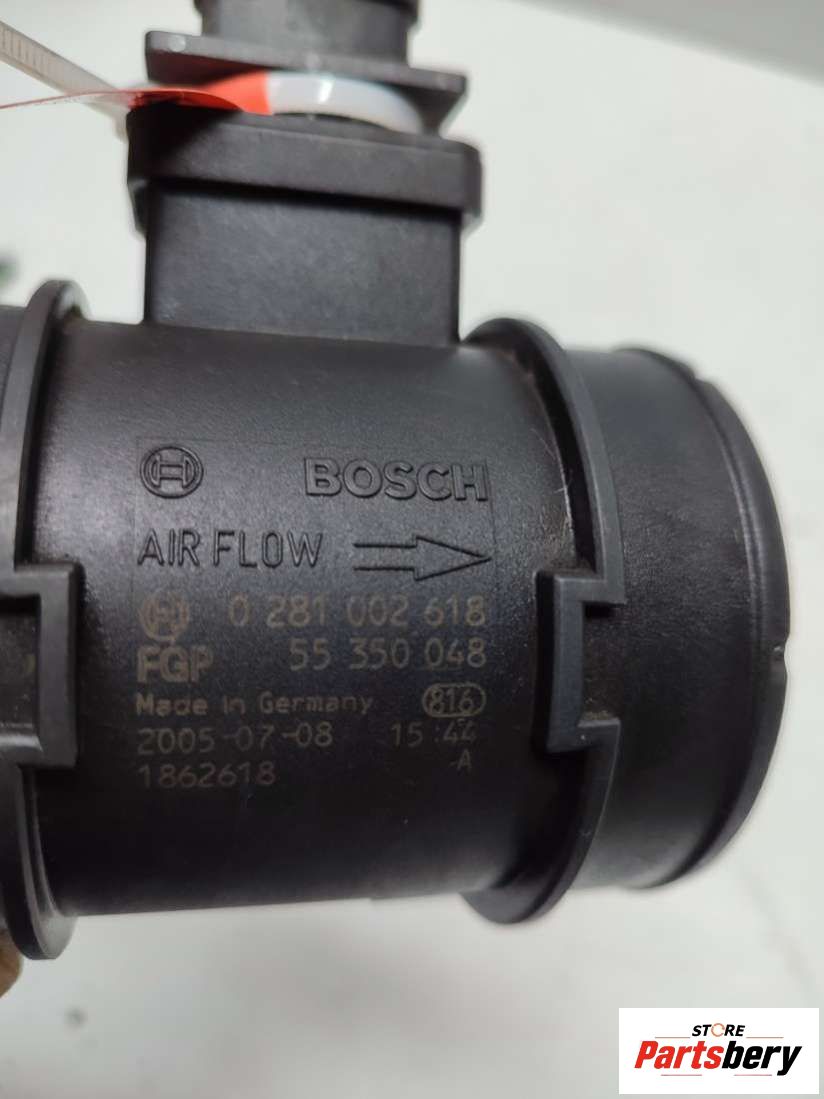 BOSCH
AIR FLOW
0 281 002 618
FGP 55 350 048
Made in Germany 816
2005-07-08 15:44
1862618 -A
STORE
Partsbery